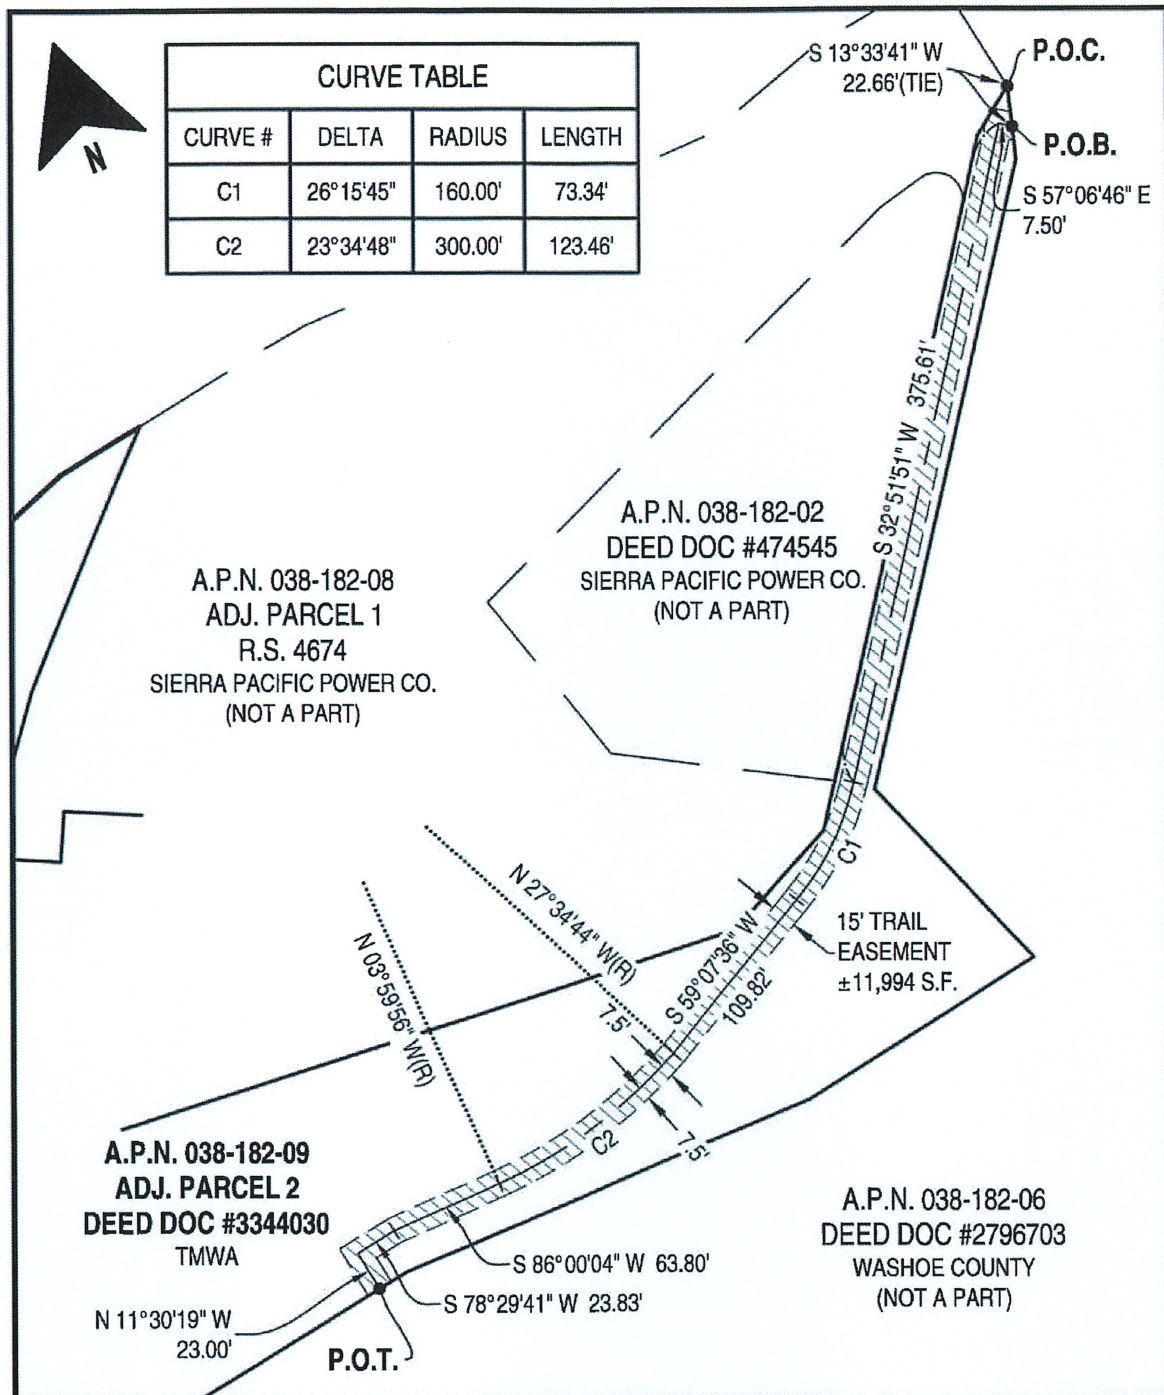 N
CURVE TABLE
CURVE # DELTA RADIUS LENGTH
C1 26°15'45" 160.00' 73.34'
C2 23°34'48" 300.00' 123.46'
S 13°33'41" W
22.66'(TIE)
P.O.C.
P.O.B.
S 57°06'46" E
7.50'
S 32°51'51" W 375.61'
A.P.N. 038-182-02
DEED DOC #474545
SIERRA PACIFIC POWER CO.
(NOT A PART)
A.P.N. 038-182-08
ADJ. PARCEL 1
R.S. 4674
SIERRA PACIFIC POWER CO.
(NOT A PART)
C1
15' TRAIL
EASEMENT
±11,994 S.F.
N 27°34'44" W(R)
N 03°59'56" W(R)
S 59°07'36" W
109.82'
7.5'
7.5'
C2
A.P.N. 038-182-09
ADJ. PARCEL 2
DEED DOC #3344030
TMWA
A.P.N. 038-182-06
DEED DOC #2796703
WASHOE COUNTY
(NOT A PART)
S 86°00'04" W 63.80'
S 78°29'41" W 23.83'
N 11°30'19" W
23.00'
P.O.T.